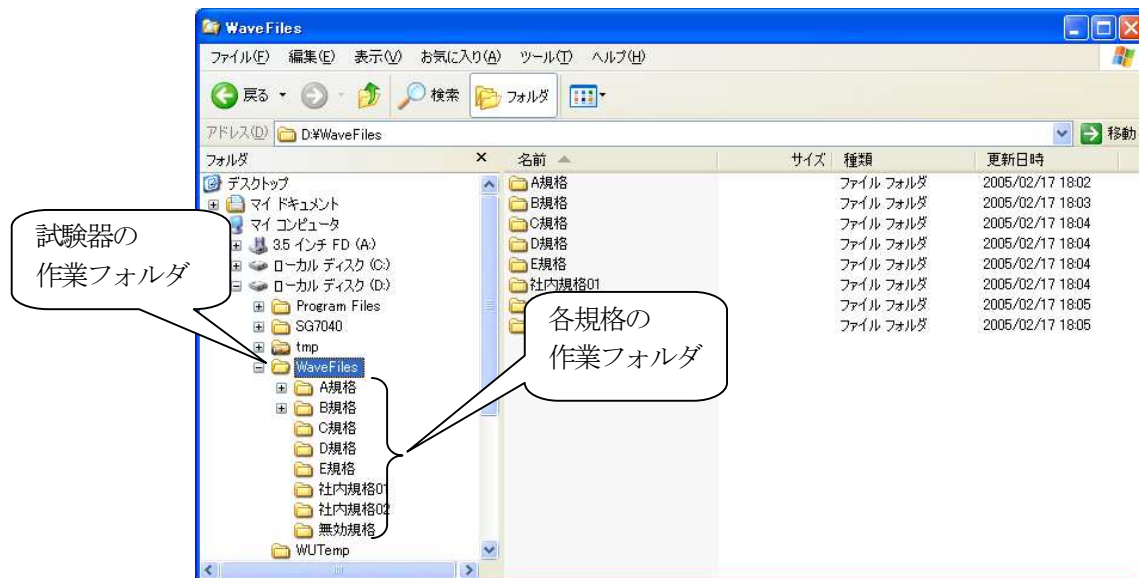 WaveFiles
ファイル(F) 編集(E) 表示(V) お気に入り(A) ツール(T) ヘルプ(H)
戻る 検索 フォルダ
アドレス(D) D:¥WaveFiles 移動
フォルダ × 名前 サイズ 種類 更新日時
デスクトップ
マイ ドキュメント
マイ コンピュータ
3.5 インチ FD (A:)
ローカル ディスク (C:)
ローカル ディスク (D:)
Program Files
SG7040
tmp
WaveFiles
A規格
B規格
C規格
D規格
E規格
社内規格01
社内規格02
無効規格
WUTemp
A規格 ファイル フォルダ 2005/02/17 18:02
B規格 ファイル フォルダ 2005/02/17 18:03
C規格 ファイル フォルダ 2005/02/17 18:04
D規格 ファイル フォルダ 2005/02/17 18:04
E規格 ファイル フォルダ 2005/02/17 18:04
社内規格01 ファイル フォルダ 2005/02/17 18:04
ファイル フォルダ 2005/02/17 18:05
ファイル フォルダ 2005/02/17 18:05
試験器の
作業フォルダ
各規格の
作業フォルダ